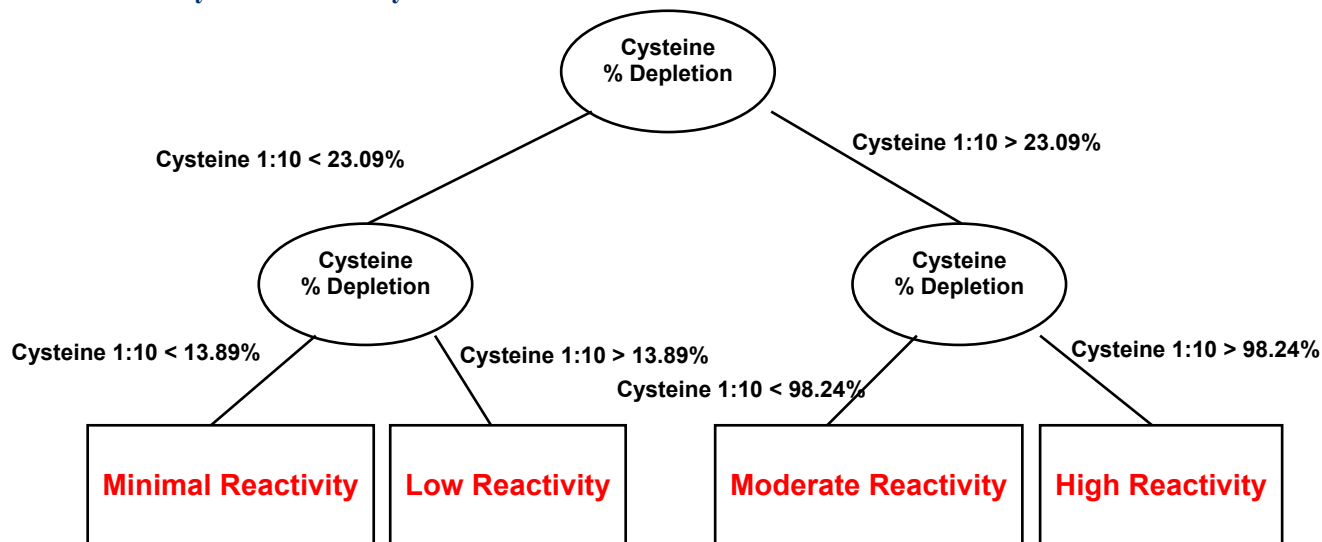 Cysteine
% Depletion
Cysteine 1:10 < 23.09%
Cysteine 1:10 > 23.09%
Cysteine
% Depletion
Cysteine
% Depletion
Cysteine 1:10 < 13.89%
Cysteine 1:10 > 13.89%
Cysteine 1:10 < 98.24%
Cysteine 1:10 > 98.24%
Minimal Reactivity
Low Reactivity
Moderate Reactivity
High Reactivity